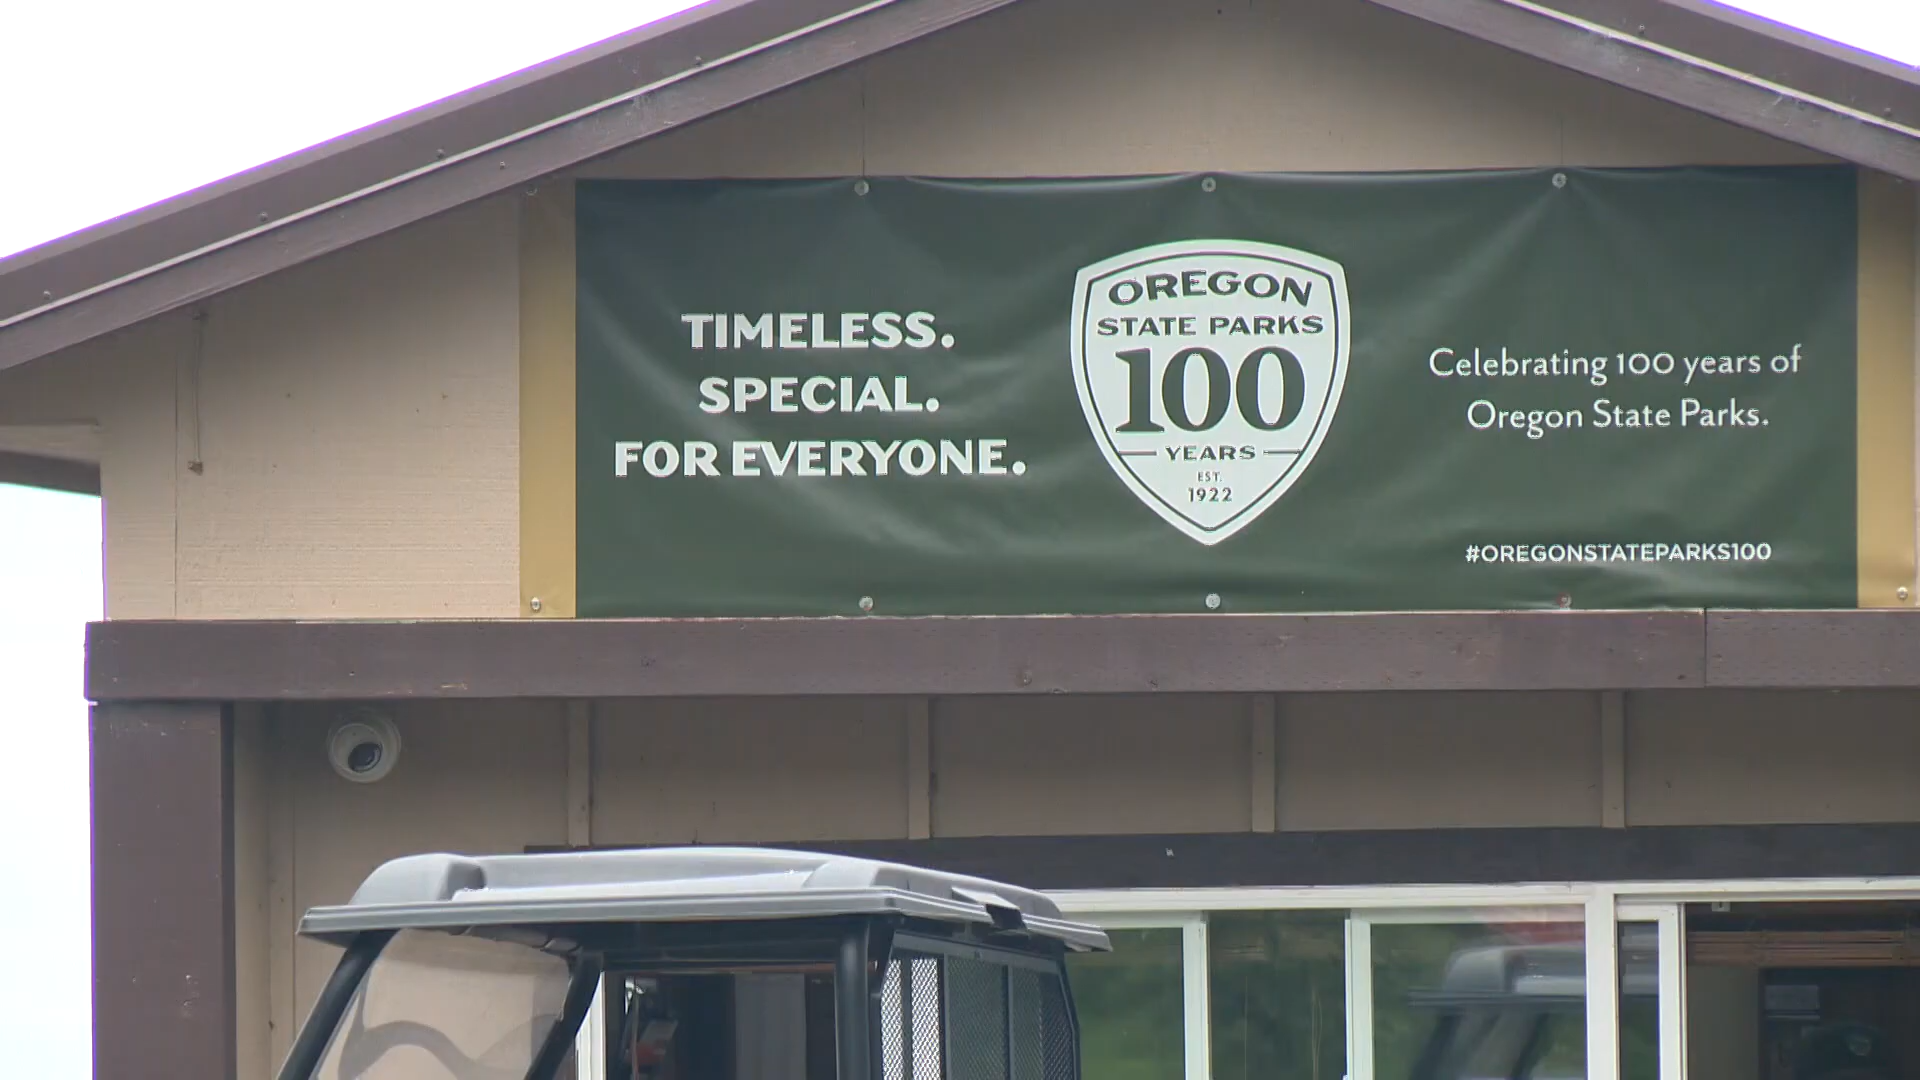 TIMELESS.
SPECIAL.
FOR EVERYONE.
OREGON
STATE PARKS
100
YEARS
EST.
1922
Celebrating 100 years of
Oregon State Parks.
#OREGONSTATEPARKS100